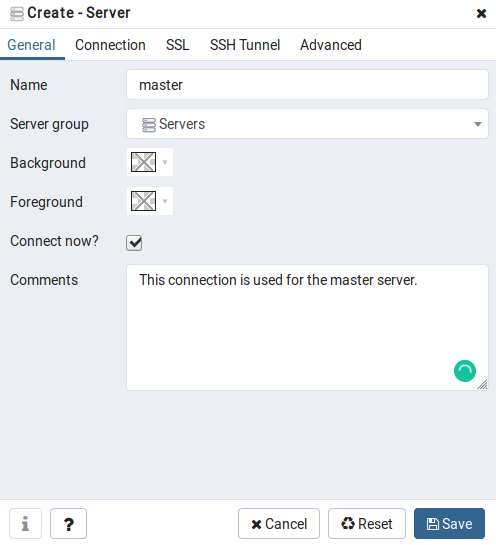 Create - Server
General Connection SSL SSH Tunnel Advanced
Name master
Server group Servers
Background
Foreground
Connect now?
Comments This connection is used for the master server.
i ? Cancel Reset Save